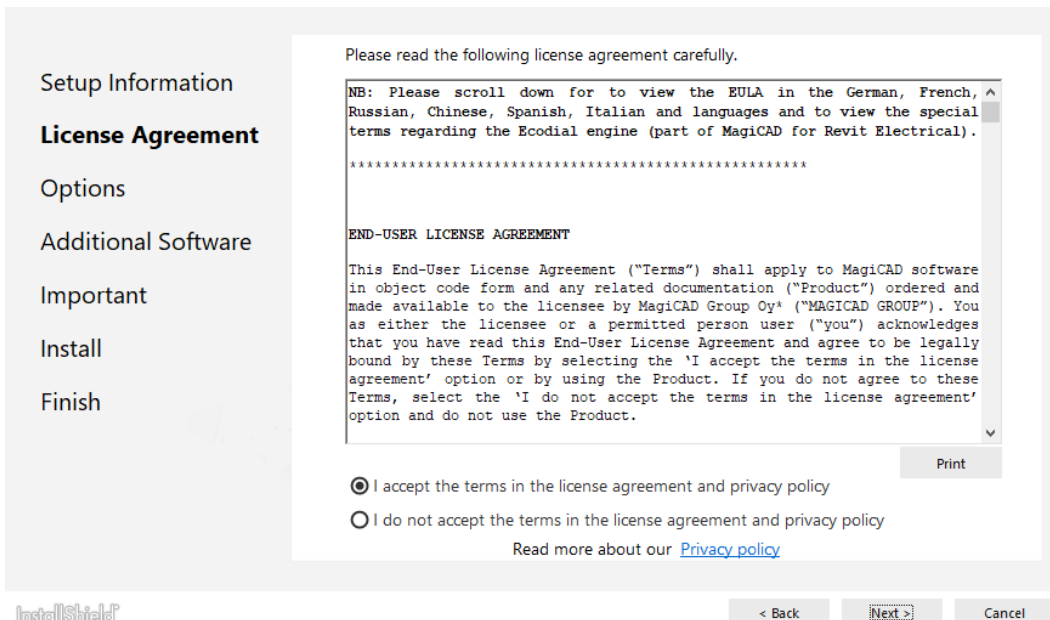 Please read the following license agreement carefully.
Setup Information
License Agreement
Options
Additional Software
Important
Install
Finish
NB: Please scroll down for to view the EULA in the German, French,
Russian, Chinese, Spanish, Italian and languages and to view the special
terms regarding the Ecodial engine (part of MagiCAD for Revit Electrical).
******************************************************
END-USER LICENSE AGREEMENT
This End-User License Agreement (“Terms”) shall apply to MagiCAD software
in object code form and any related documentation (“Product”) ordered and
made available to the licensee by MagiCAD Group Oy* (“MAGICAD GROUP”). You
as either the licensee or a permitted person user (“you”) acknowledges
that you have read this End-User License Agreement and agree to be legally
bound by these Terms by selecting the ‘I accept the terms in the license
agreement’ option or by using the Product. If you do not agree to these
Terms, select the ‘I do not accept the terms in the license agreement’
option and do not use the Product.
Print
I accept the terms in the license agreement and privacy policy
I do not accept the terms in the license agreement and privacy policy
Read more about our Privacy policy
InstallShield
< Back
Next >
Cancel